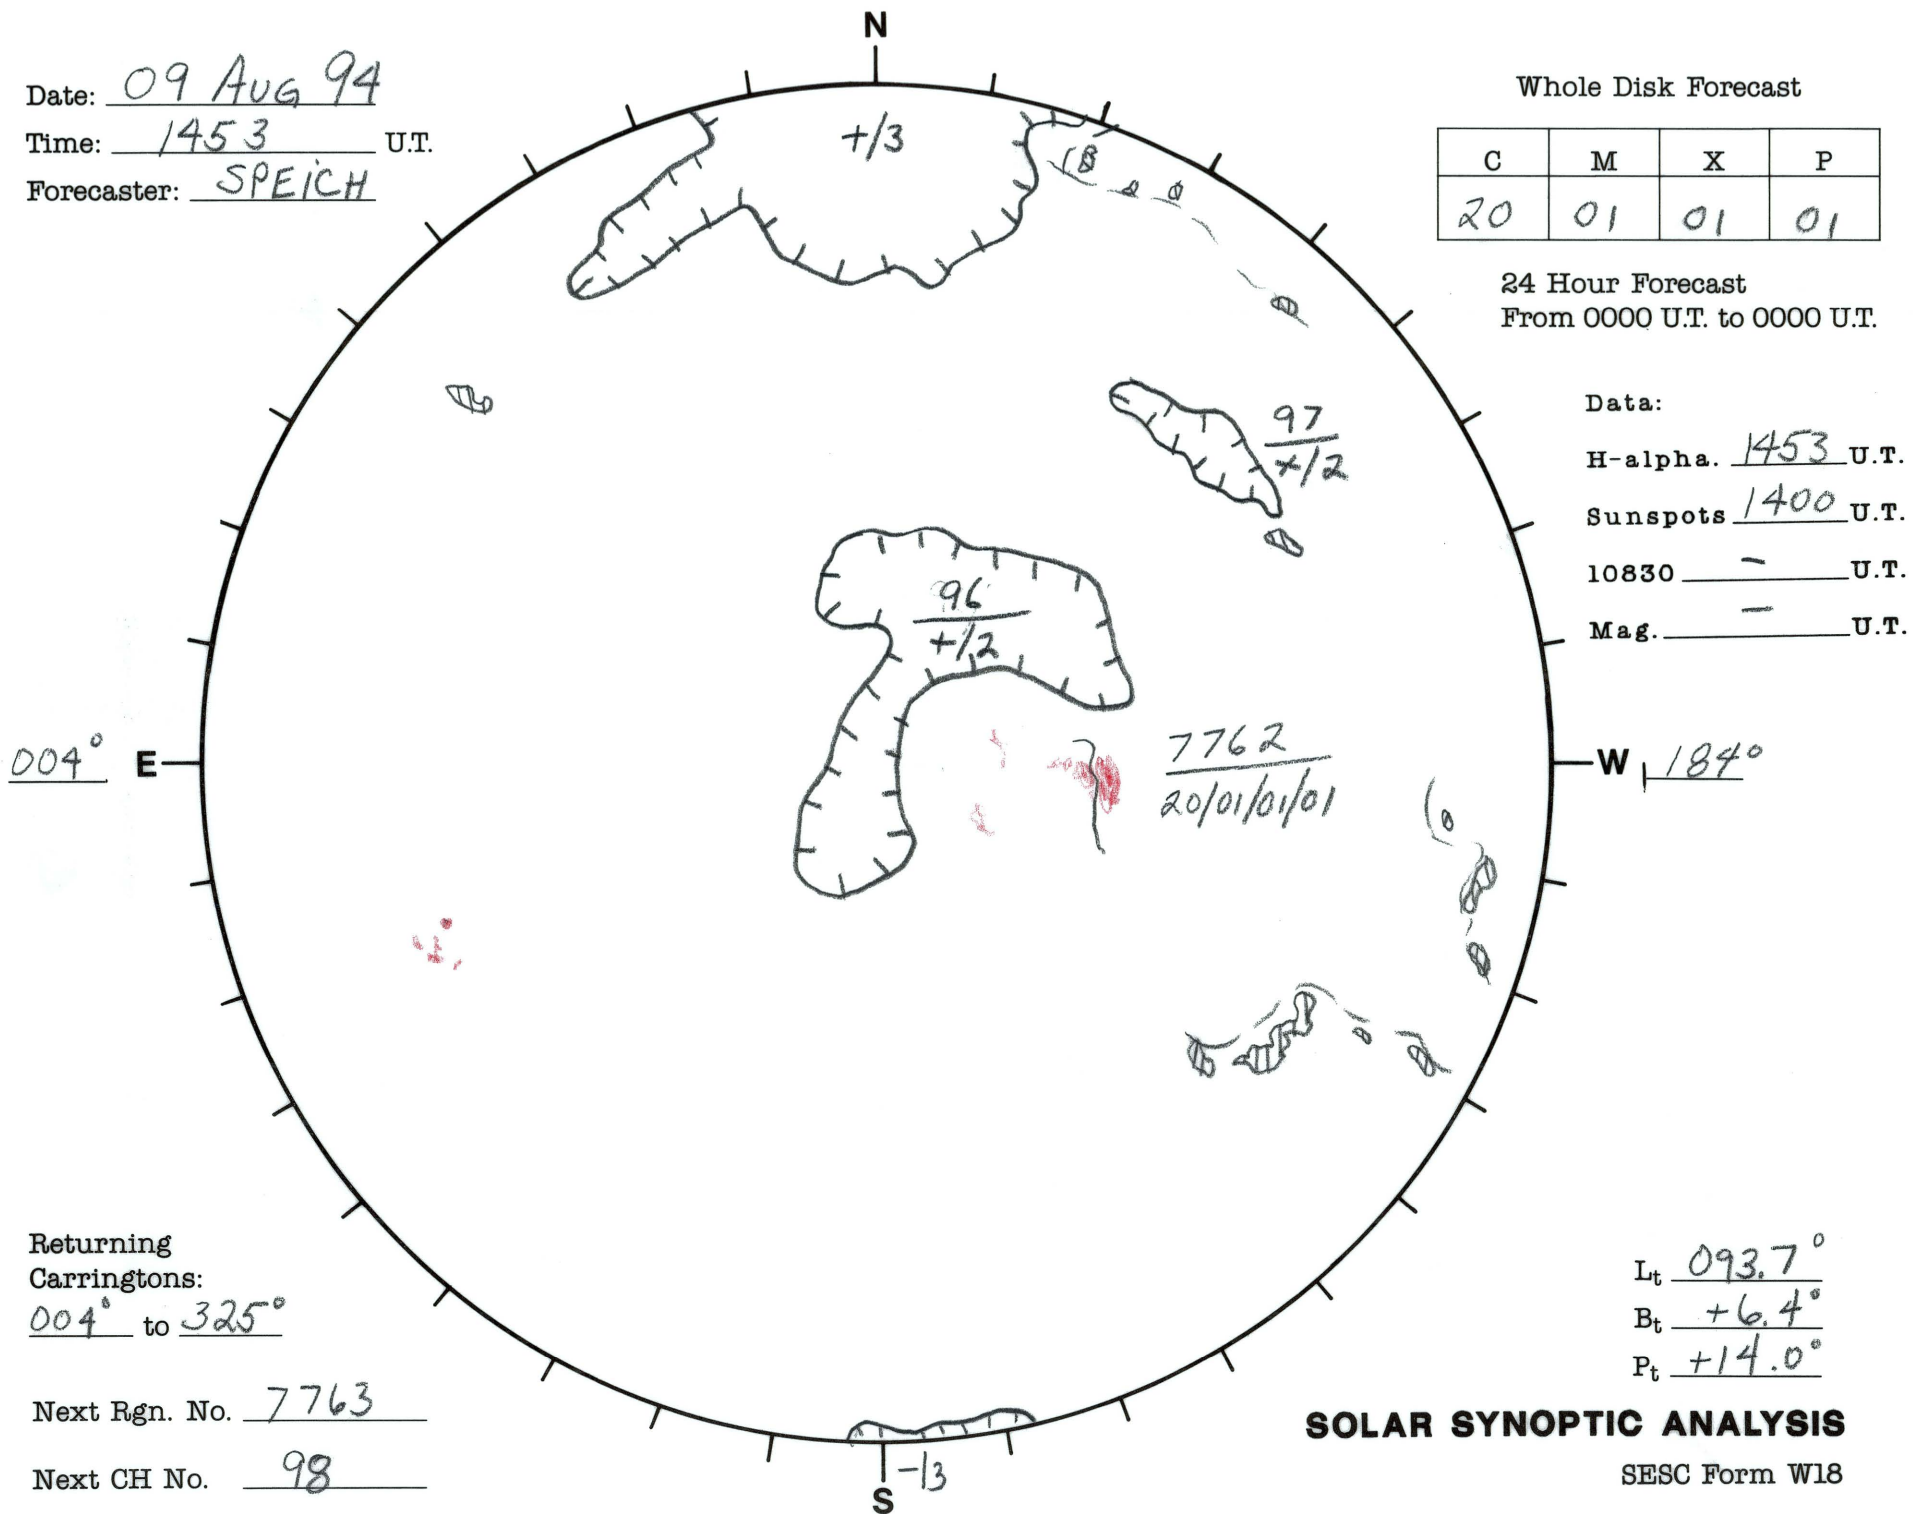 N
Date: 09 AUG 94
Time: 1453 U.T.
Forecaster: SPEICH
Whole Disk Forecast
C M X P
20 01 01 01
24 Hour Forecast
From 0000 U.T. to 0000 U.T.
Data:
H-alpha. 1453 U.T.
Sunspots 1400 U.T.
10830 - U.T.
Mag. - U.T.
+/3
97
+/2
96
+/2
7762
20/01/01/01
004° E
W 184°
Returning
Carringtons:
004° to 325°
Next Rgn. No. 7763
Next CH No. 98
-/3
S
Lt 093.7°
Bt +6.4°
Pt +14.0°
SOLAR SYNOPTIC ANALYSIS
SESC Form W18